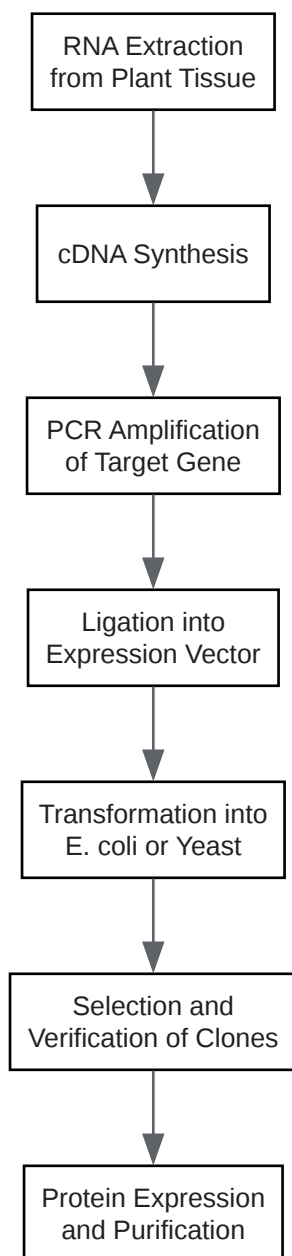 RNA Extraction
from Plant Tissue
cDNA Synthesis
PCR Amplification
of Target Gene
Ligation into
Expression Vector
Transformation into
E. coli or Yeast
Selection and
Verification of Clones
Protein Expression
and Purification